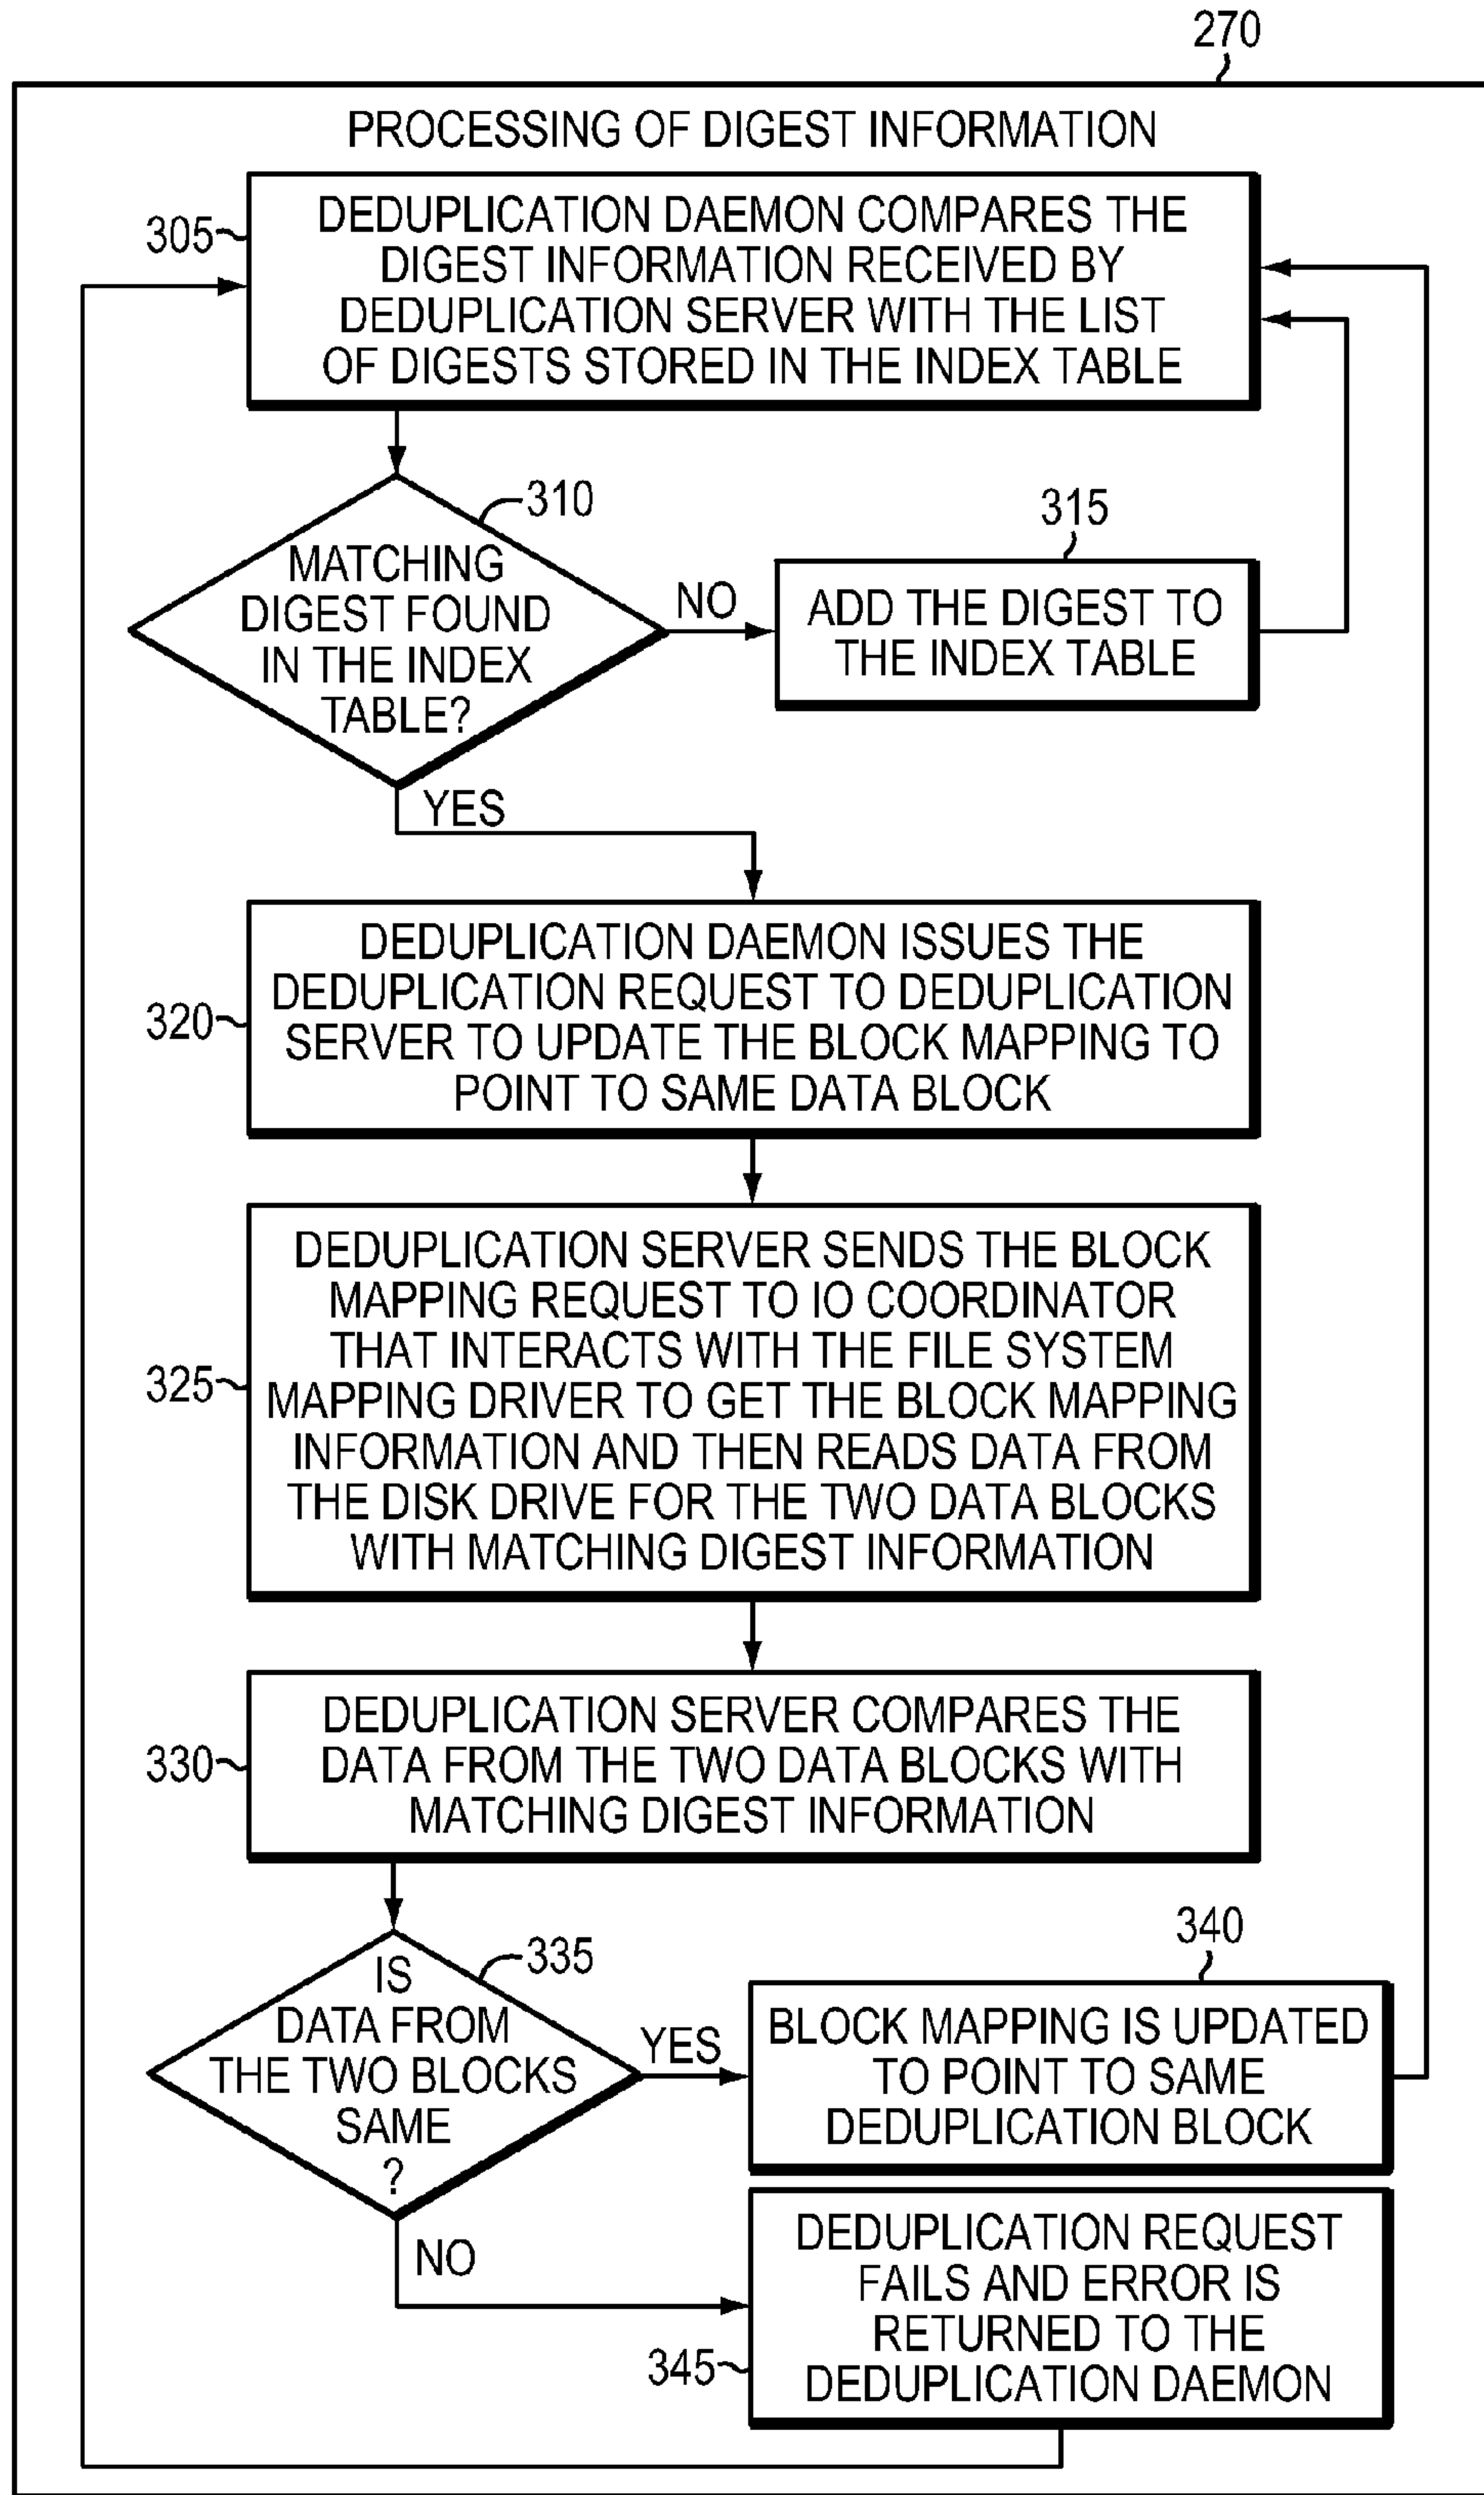 270
PROCESSING OF DIGEST INFORMATION
305
DEDUPLICATION DAEMON COMPARES THE
DIGEST INFORMATION RECEIVED BY
DEDUPLICATION SERVER WITH THE LIST
OF DIGESTS STORED IN THE INDEX TABLE
310
MATCHING
DIGEST FOUND
IN THE INDEX
TABLE?
NO
315
ADD THE DIGEST TO
THE INDEX TABLE
YES
320
DEDUPLICATION DAEMON ISSUES THE
DEDUPLICATION REQUEST TO DEDUPLICATION
SERVER TO UPDATE THE BLOCK MAPPING TO
POINT TO SAME DATA BLOCK
325
DEDUPLICATION SERVER SENDS THE BLOCK
MAPPING REQUEST TO IO COORDINATOR
THAT INTERACTS WITH THE FILE SYSTEM
MAPPING DRIVER TO GET THE BLOCK MAPPING
INFORMATION AND THEN READS DATA FROM
THE DISK DRIVE FOR THE TWO DATA BLOCKS
WITH MATCHING DIGEST INFORMATION
330
DEDUPLICATION SERVER COMPARES THE
DATA FROM THE TWO DATA BLOCKS WITH
MATCHING DIGEST INFORMATION
335
IS
DATA FROM
THE TWO BLOCKS
SAME
?
YES
340
BLOCK MAPPING IS UPDATED
TO POINT TO SAME
DEDUPLICATION BLOCK
NO
345
DEDUPLICATION REQUEST
FAILS AND ERROR IS
RETURNED TO THE
DEDUPLICATION DAEMON